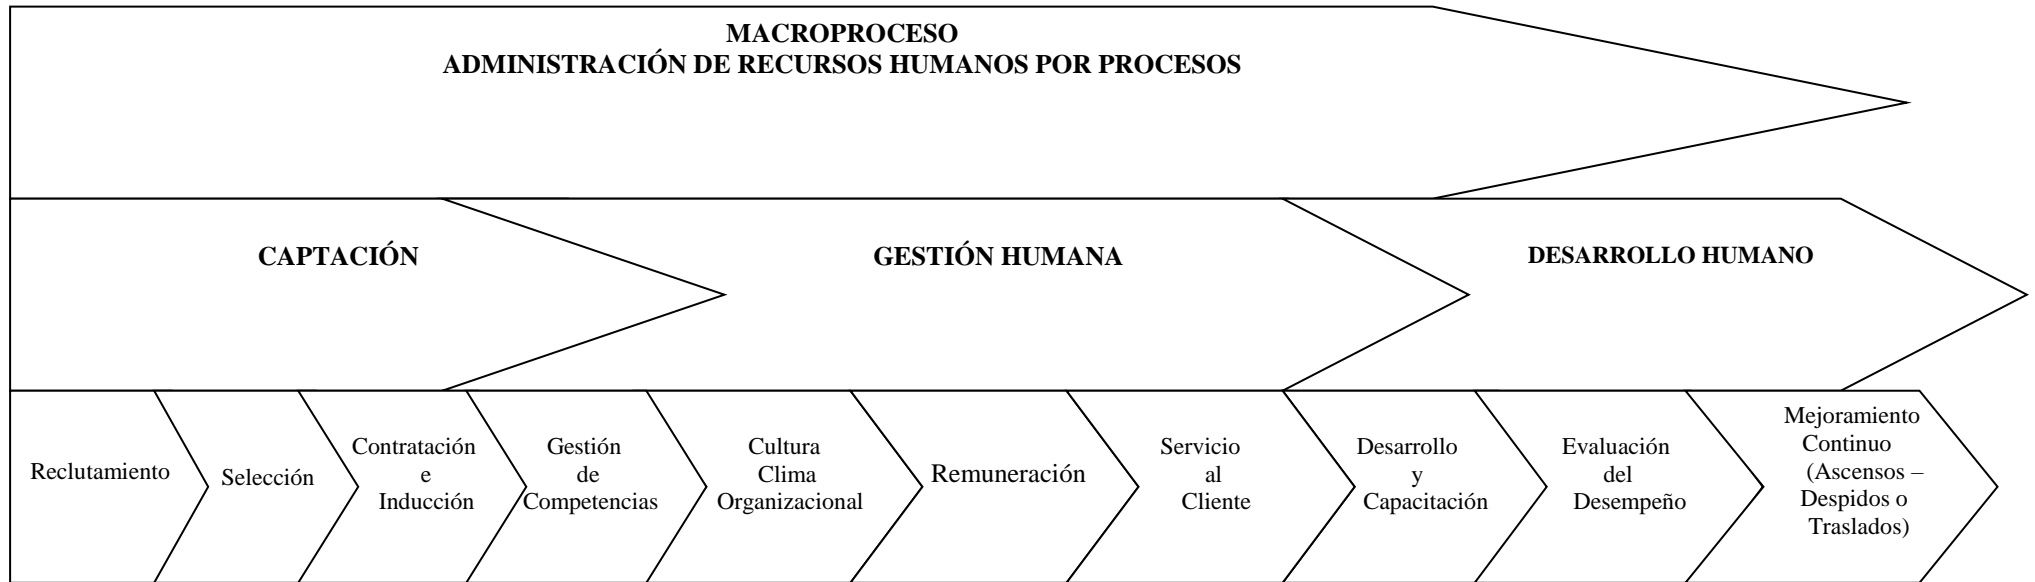 MACROPROCESO
ADMINISTRACIÓN DE RECURSOS HUMANOS POR PROCESOS
CAPTACIÓN
GESTIÓN HUMANA
DESARROLLO HUMANO
Reclutamiento
Selección
Contratación
e
Inducción
Gestión
de
Competencias
Cultura
Clima
Organizacional
Remuneración
Servicio
al
Cliente
Desarrollo
y
Capacitación
Evaluación
del
Desempeño
Mejoramiento
Continuo
(Ascensos –
Despidos o
Traslados)